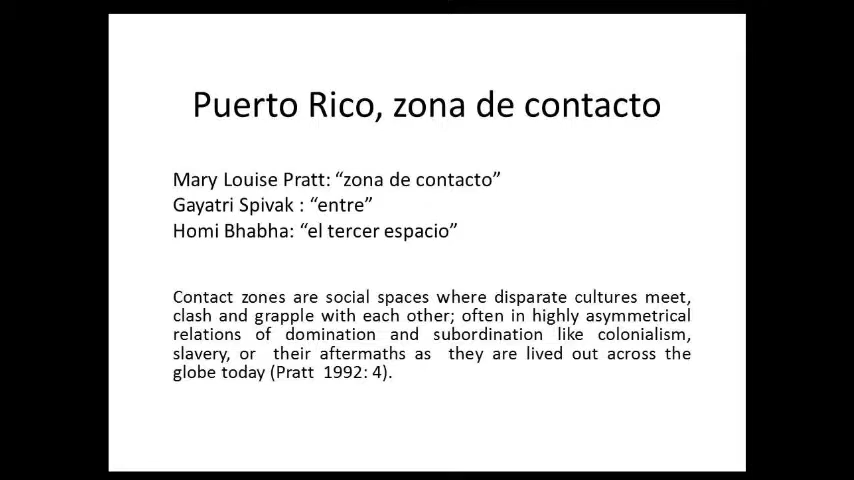 Puerto Rico, zona de contacto
Mary Louise Pratt: “zona de contacto”
Gayatri Spivak : “entre”
Homi Bhabha: “el tercer espacio”
Contact zones are social spaces where disparate cultures meet,
clash and grapple with each other; often in highly asymmetrical
relations of domination and subordination like colonialism,
slavery, or their aftermaths as they are lived out across the
globe today (Pratt 1992: 4).